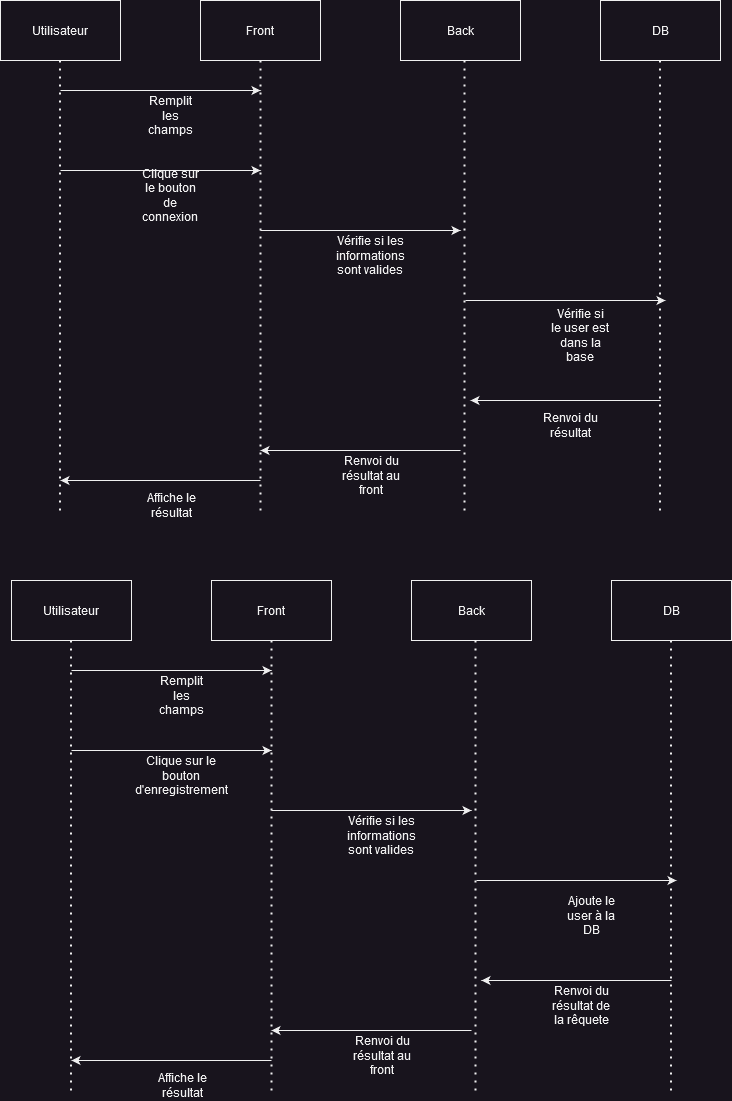 Utilisateur
Front
Back
DB
Remplit
les
champs
Clique sur
le bouton
de
connexion
Vérifie si les
informations
sont valides
Vérifie si
le user est
dans la
base
Renvoi du
résultat
Renvoi du
résultat au
front
Affiche le
résultat
Utilisateur
Front
Back
DB
Remplit
les
champs
Clique sur le
bouton
d'enregistrement
Vérifie si les
informations
sont valides
Ajoute le
user à la
DB
Renvoi du
résultat de
la rêquete
Renvoi du
résultat au
front
Affiche le
résultat